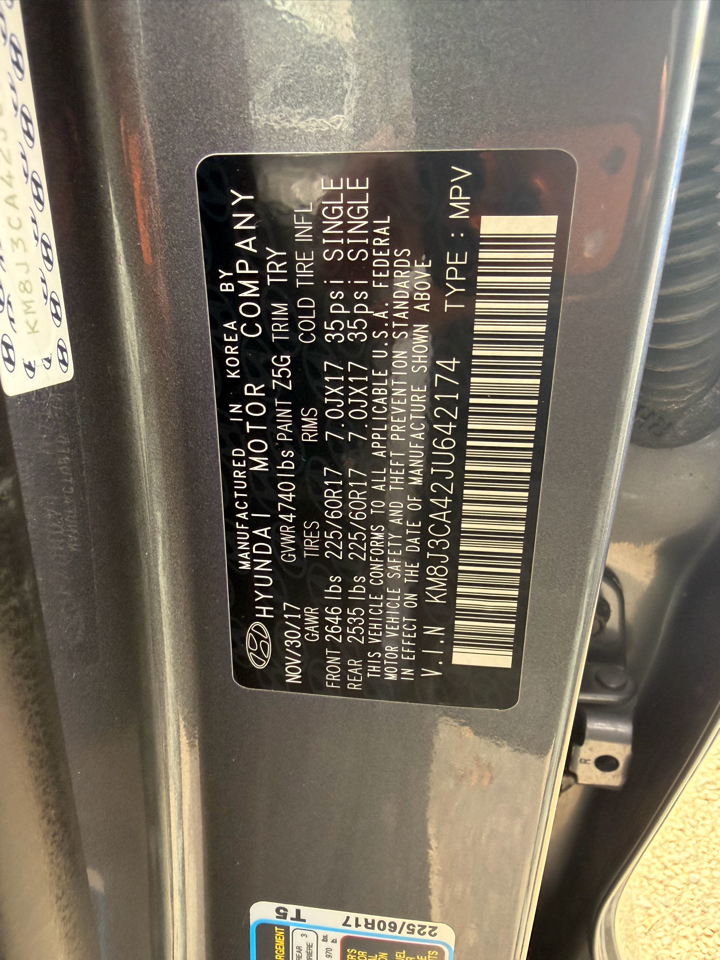 MANUFACTURED IN KOREA BY
HYUNDAI MOTOR COMPANY
NOV/30/17 GVWR 4740 lbs PAINT Z5G TRIM TRY
GAWR TIRES RIMS COLD TIRE INFL
FRONT 2646 lbs 225/60R17 7.0JX17 35psi SINGLE
REAR 2535 lbs 225/60R17 7.0JX17 35psi SINGLE
THIS VEHICLE CONFORMS TO ALL APPLICABLE U.S.A. FEDERAL
MOTOR VEHICLE SAFETY AND THEFT PREVENTION STANDARDS
IN EFFECT ON THE DATE OF MANUFACTURE SHOWN ABOVE.
V.I.N KM8J3CA42JU642174 TYPE : MPV
KM8J3CA42
R
T5
225/60R17